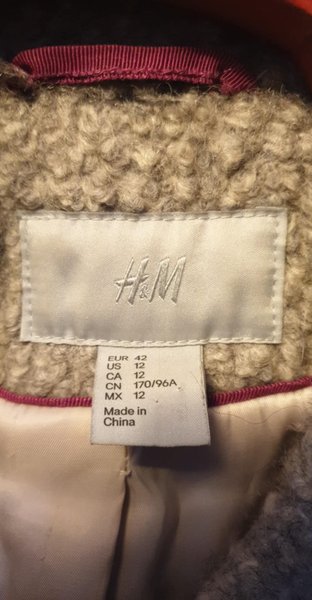 H&M
EUR 42
US 12
CA 12
CN 170/96A
MX 12
Made in
China